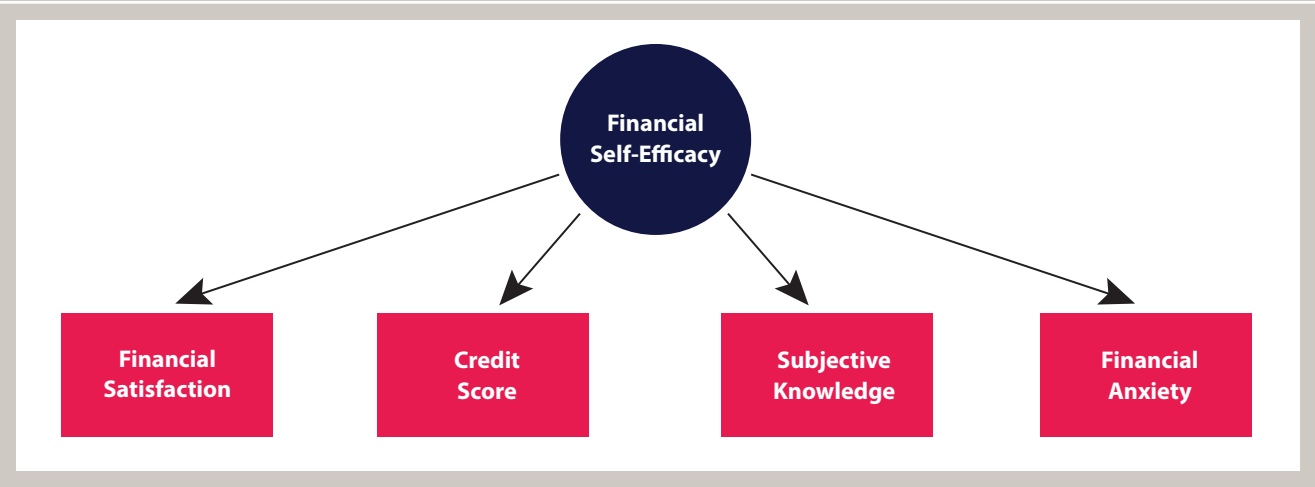 Financial
Self-Efficacy
Financial
Satisfaction
Credit
Score
Subjective
Knowledge
Financial
Anxiety